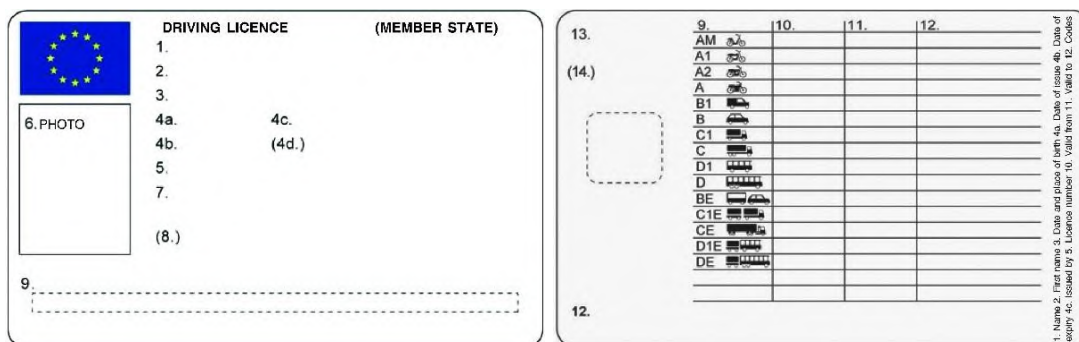 DRIVING LICENCE (MEMBER STATE)
1.
2.
3.
6.PHOTO
4a. 4c.
4b. (4d.)
5.
7.
(8.)
9.
13.
(14.)
12.
9. 10. 11. 12.
AM
A1
A2
A
B1
B
C1
C
D1
D
BE
C1E
CE
D1E
DE
1. Name 2. First name 3. Date and place of birth 4a. Date of issue 4b. Date of
expiry 4c. Issued by 5. Licence number 10. Valid from 11. Valid to 12. Codes